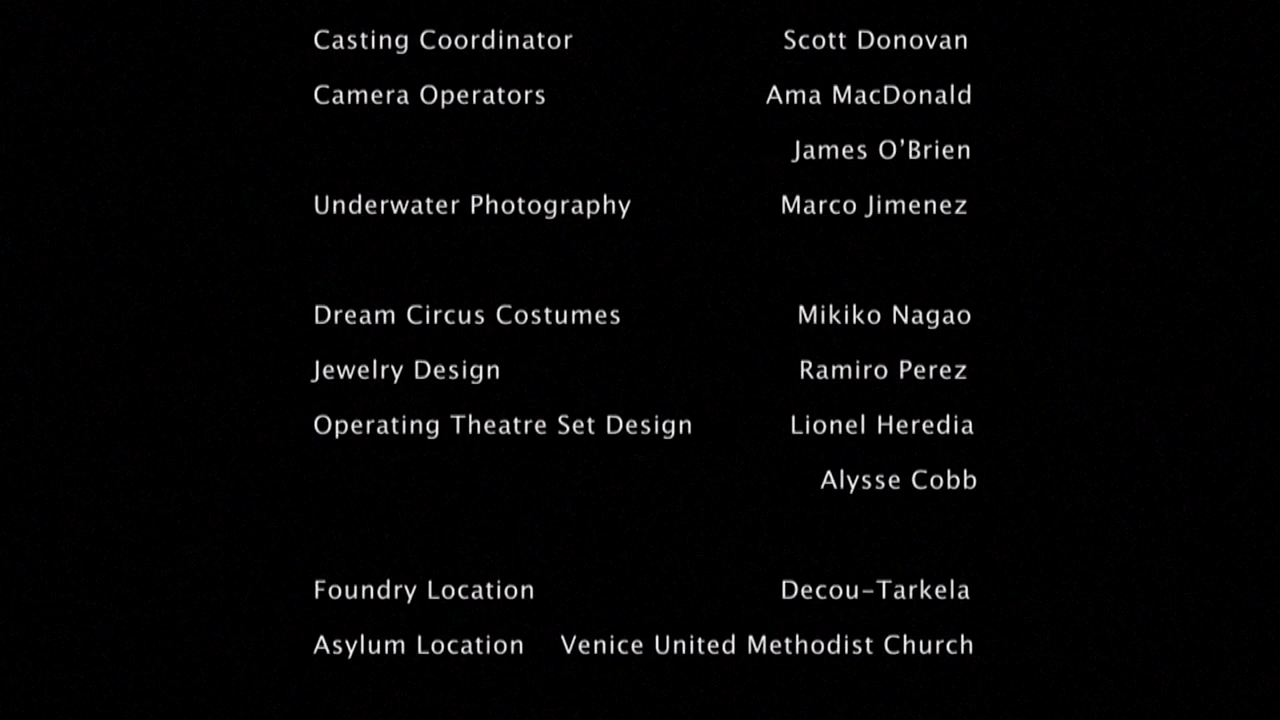 Casting Coordinator Scott Donovan
Camera Operators Ama MacDonald
James O’Brien
Underwater Photography Marco Jimenez
Dream Circus Costumes Mikiko Nagao
Jewelry Design Ramiro Perez
Operating Theatre Set Design Lionel Heredia
Alysse Cobb
Foundry Location Decou–Tarkela
Asylum Location Venice United Methodist Church